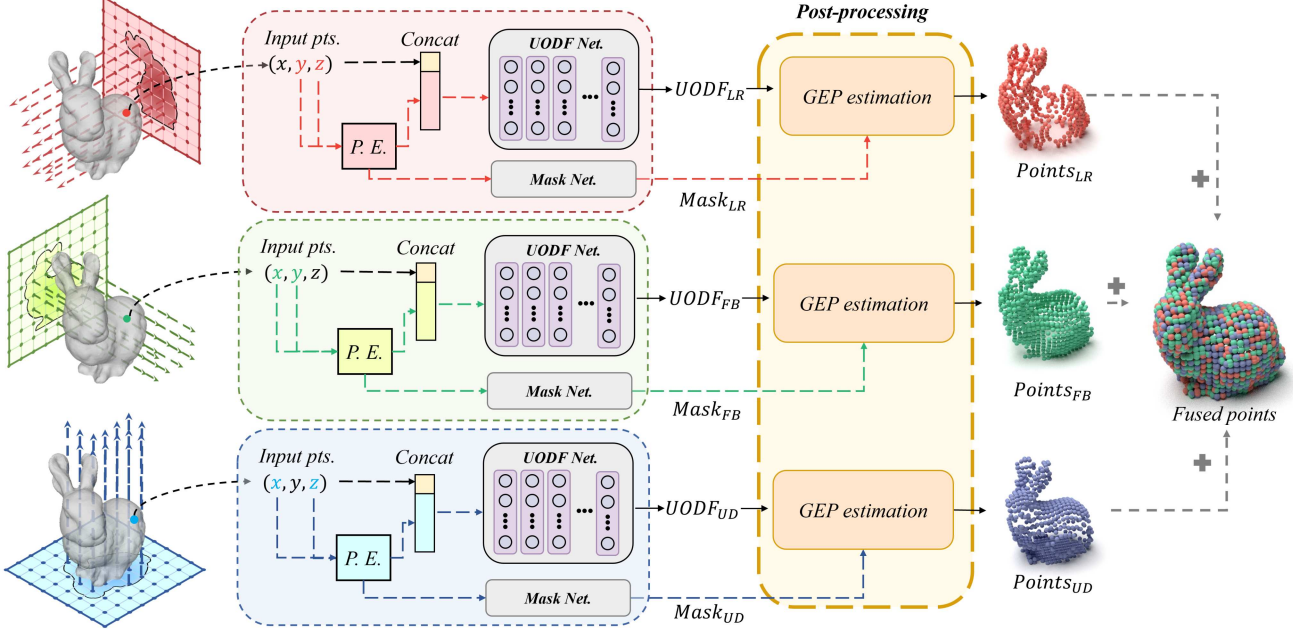 Post-processing
Input pts.
Concat
UODF Net.
(x, y, z)
P. E.
Mask Net.
UODF_LR
Mask_LR
GEP estimation
Points_LR
Input pts.
Concat
UODF Net.
(x, y, z)
P. E.
Mask Net.
UODF_FB
Mask_FB
GEP estimation
Points_FB
Fused points
Input pts.
Concat
UODF Net.
(x, y, z)
P. E.
Mask Net.
UODF_UD
Mask_UD
GEP estimation
Points_UD